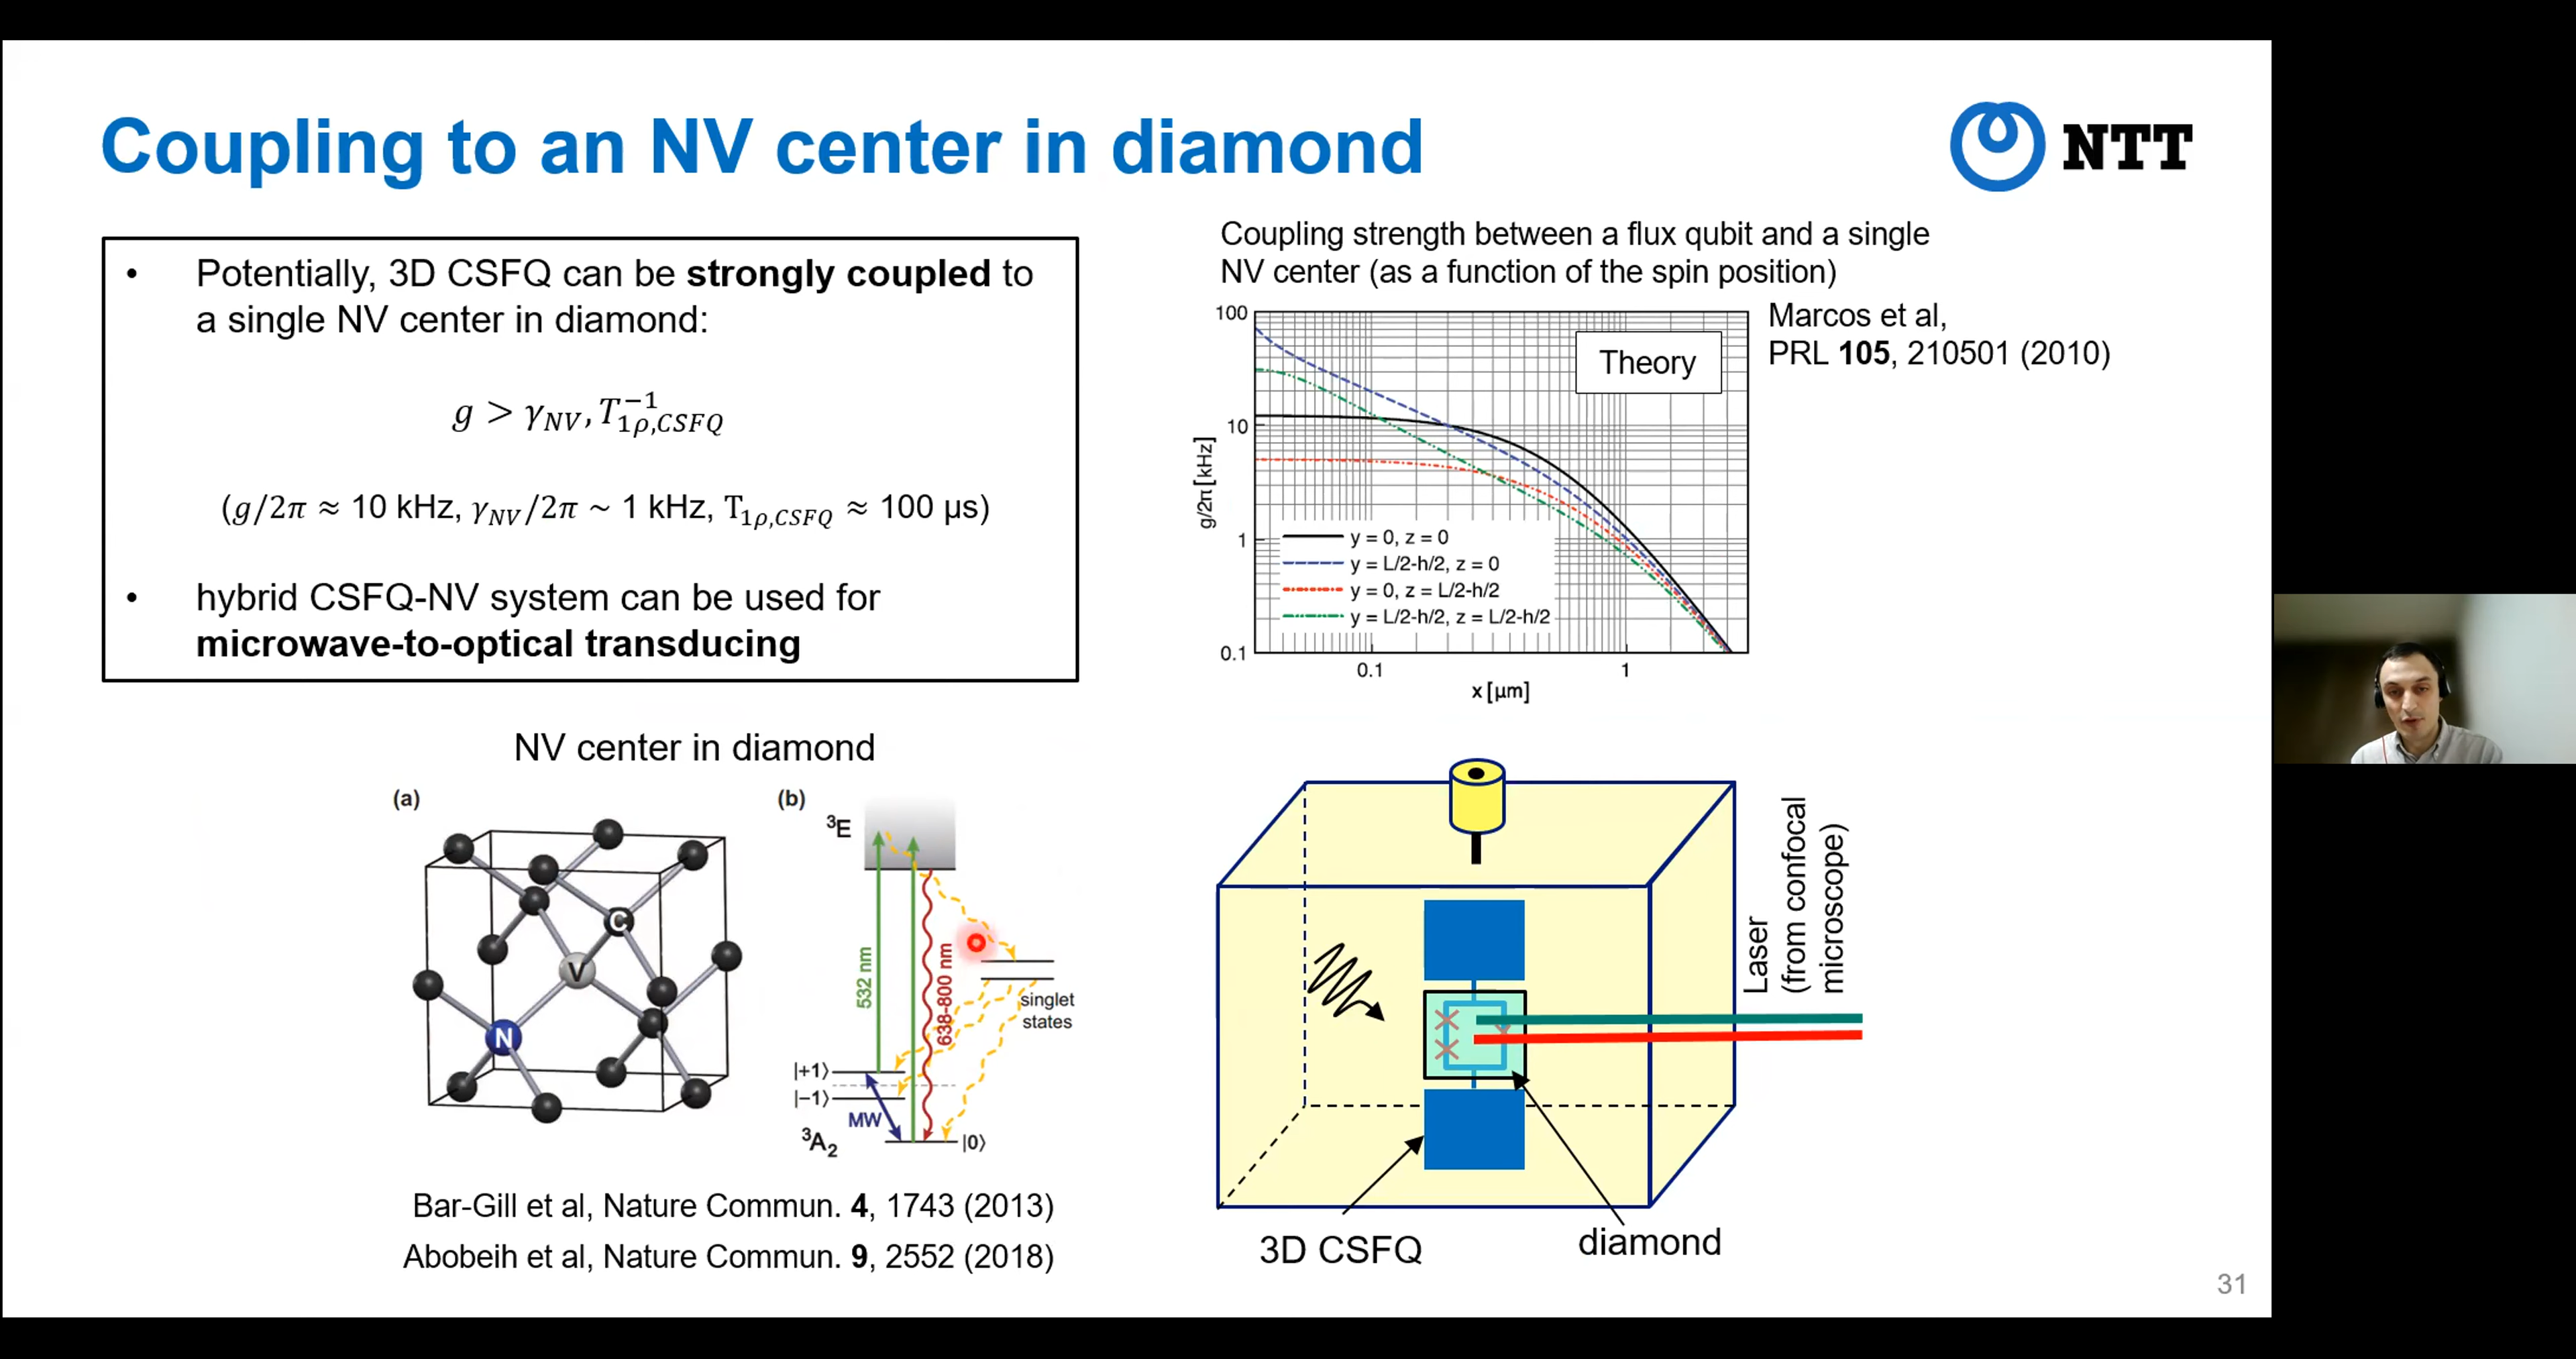 Coupling to an NV center in diamond
NTT
• Potentially, 3D CSFQ can be strongly coupled to
a single NV center in diamond:
g > γ_NV, T_{1ρ,CSFQ}^{−1}
(g/2π ≈ 10 kHz, γ_NV/2π ~ 1 kHz, T_{1ρ,CSFQ} ≈ 100 µs)
• hybrid CSFQ-NV system can be used for
microwave-to-optical transducing
Coupling strength between a flux qubit and a single
NV center (as a function of the spin position)
Marcos et al,
PRL 105, 210501 (2010)
Theory
100
10
1
0.1
g/2π [kHz]
y = 0, z = 0
y = L/2-h/2, z = 0
y = 0, z = L/2-h/2
y = L/2-h/2, z = L/2-h/2
0.1
1
x [µm]
NV center in diamond
(a)
C
V
N
(b)
³E
532 nm
638-800 nm
singlet
states
|+1⟩
|−1⟩
MW
³A₂
|0⟩
Bar-Gill et al, Nature Commun. 4, 1743 (2013)
Abobeih et al, Nature Commun. 9, 2552 (2018)
Laser
(from confocal
microscope)
3D CSFQ
diamond
31